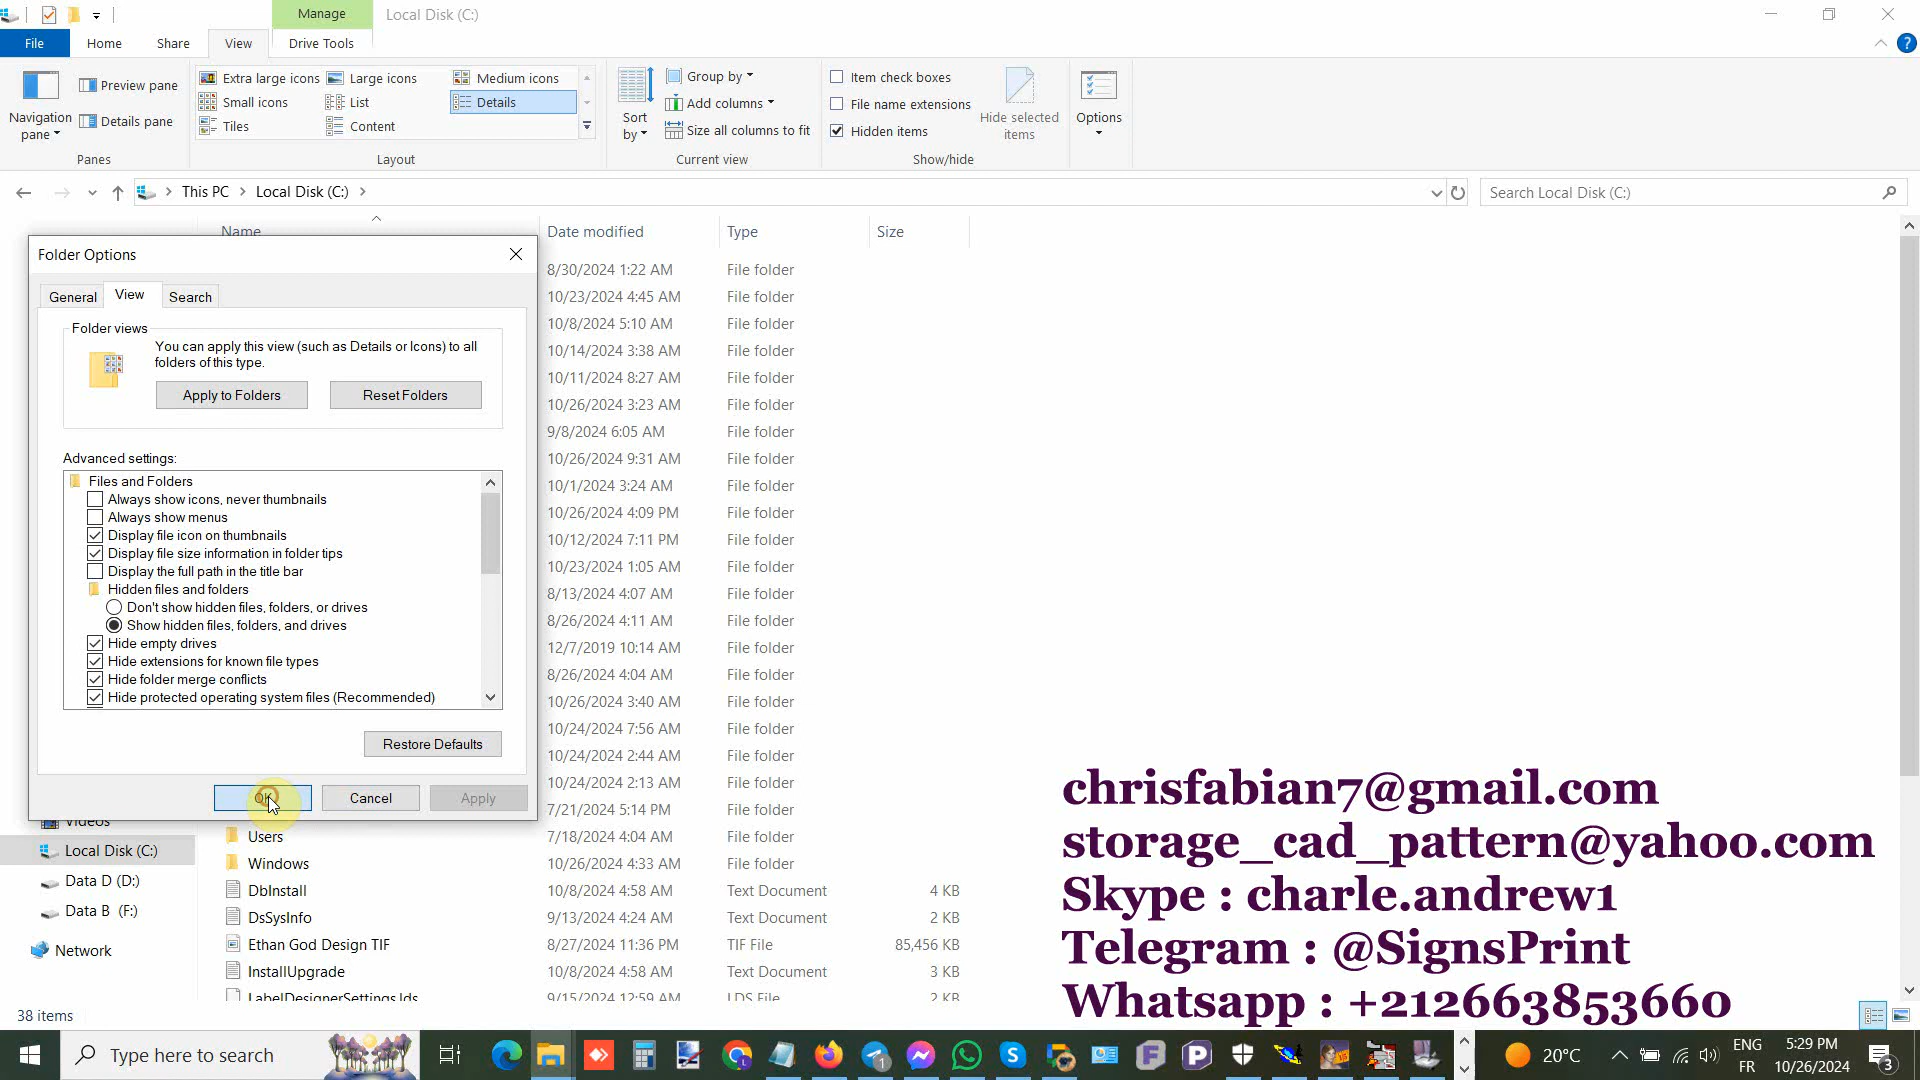 Manage
Local Disk (C:)
File
Home
Share
View
Drive Tools
Navigation pane
Preview pane
Details pane
Panes
Extra large icons
Large icons
Medium icons
Small icons
List
Details
Tiles
Content
Layout
Sort by
Group by
Add columns
Size all columns to fit
Current view
Item check boxes
File name extensions
Hidden items
Hide selected items
Show/hide
Options
This PC > Local Disk (C:) >
Search Local Disk (C:)
Name
Date modified
Type
Size
Folder Options
General
View
Search
Folder views
You can apply this view (such as Details or Icons) to all
folders of this type.
Apply to Folders
Reset Folders
Advanced settings:
Files and Folders
Always show icons, never thumbnails
Always show menus
Display file icon on thumbnails
Display file size information in folder tips
Display the full path in the title bar
Hidden files and folders
Don't show hidden files, folders, or drives
Show hidden files, folders, and drives
Hide empty drives
Hide extensions for known file types
Hide folder merge conflicts
Hide protected operating system files (Recommended)
Restore Defaults
OK
Cancel
Apply
8/30/2024 1:22 AM File folder
10/23/2024 4:45 AM File folder
10/8/2024 5:10 AM File folder
10/14/2024 3:38 AM File folder
10/11/2024 8:27 AM File folder
10/26/2024 3:23 AM File folder
9/8/2024 6:05 AM File folder
10/26/2024 9:31 AM File folder
10/1/2024 3:24 AM File folder
10/26/2024 4:09 PM File folder
10/12/2024 7:11 PM File folder
10/23/2024 1:05 AM File folder
8/13/2024 4:07 AM File folder
8/26/2024 4:11 AM File folder
12/7/2019 10:14 AM File folder
8/26/2024 4:04 AM File folder
10/26/2024 3:40 AM File folder
10/24/2024 7:56 AM File folder
10/24/2024 2:44 AM File folder
10/24/2024 2:13 AM File folder
7/21/2024 5:14 PM File folder
Users 7/18/2024 4:04 AM File folder
Windows 10/26/2024 4:33 AM File folder
DbInstall 10/8/2024 4:58 AM Text Document 4 KB
DsSysInfo 9/13/2024 4:24 AM Text Document 2 KB
Ethan God Design TIF 8/27/2024 11:36 PM TIF File 85,456 KB
InstallUpgrade 10/8/2024 4:58 AM Text Document 3 KB
LabelDesignerSettings.lds 9/15/2024 12:59 AM LDS File 2 KB
Videos
Local Disk (C:)
Data D (D:)
Data B (F:)
Network
38 items
chrisfabian7@gmail.com
storage_cad_pattern@yahoo.com
Skype : charle.andrew1
Telegram : @SignsPrint
Whatsapp : +212663853660
Type here to search
20°C
ENG
FR
5:29 PM
10/26/2024
3